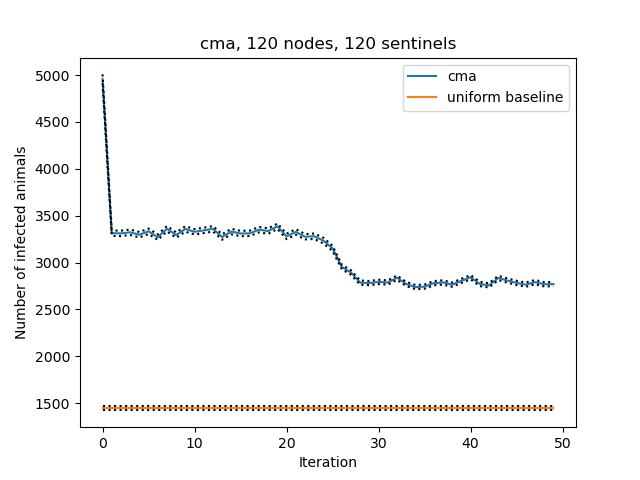 cma, 120 nodes, 120 sentinels
cma
uniform baseline
Number of infected animals
5000
4500
4000
3500
3000
2500
2000
1500
0 10 20 30 40 50
Iteration